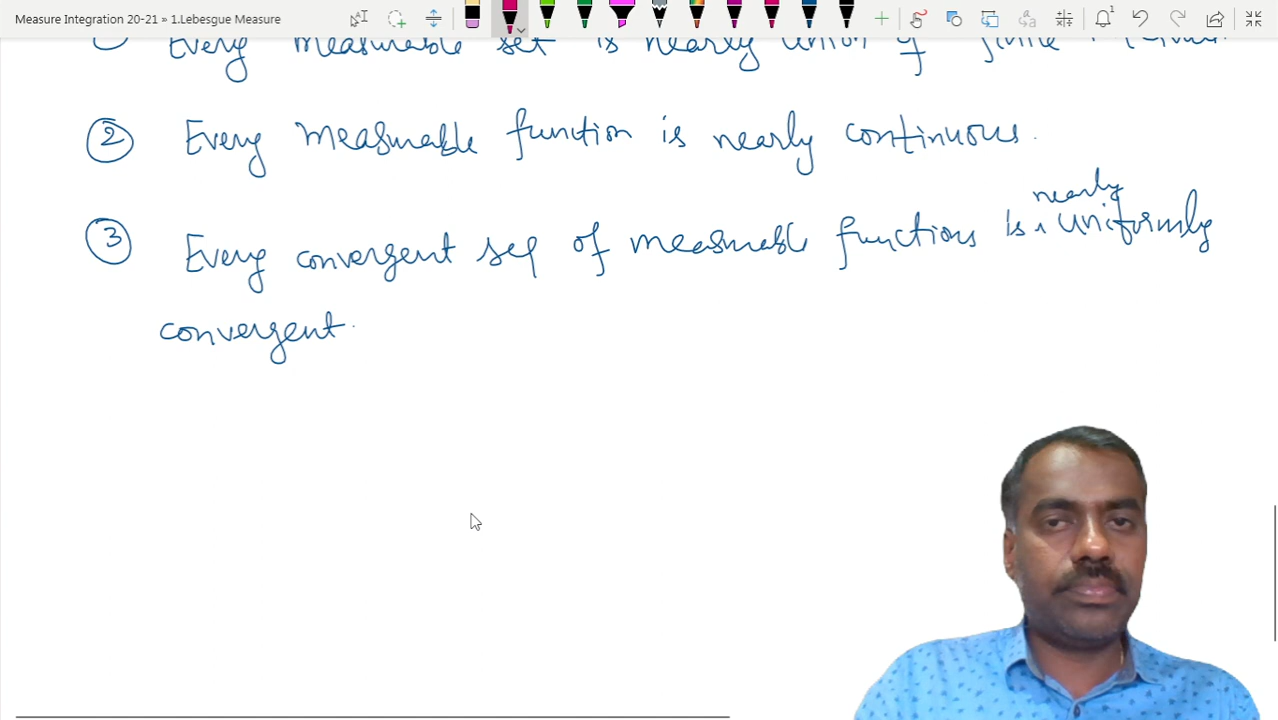 Measure Integration 20-21 » 1.Lebesgue Measure
Every measurable set is nearly union of finite
② Every measurable function is nearly continuous.
nearly
③ Every convergent seq of measurable functions is uniformly
convergent.